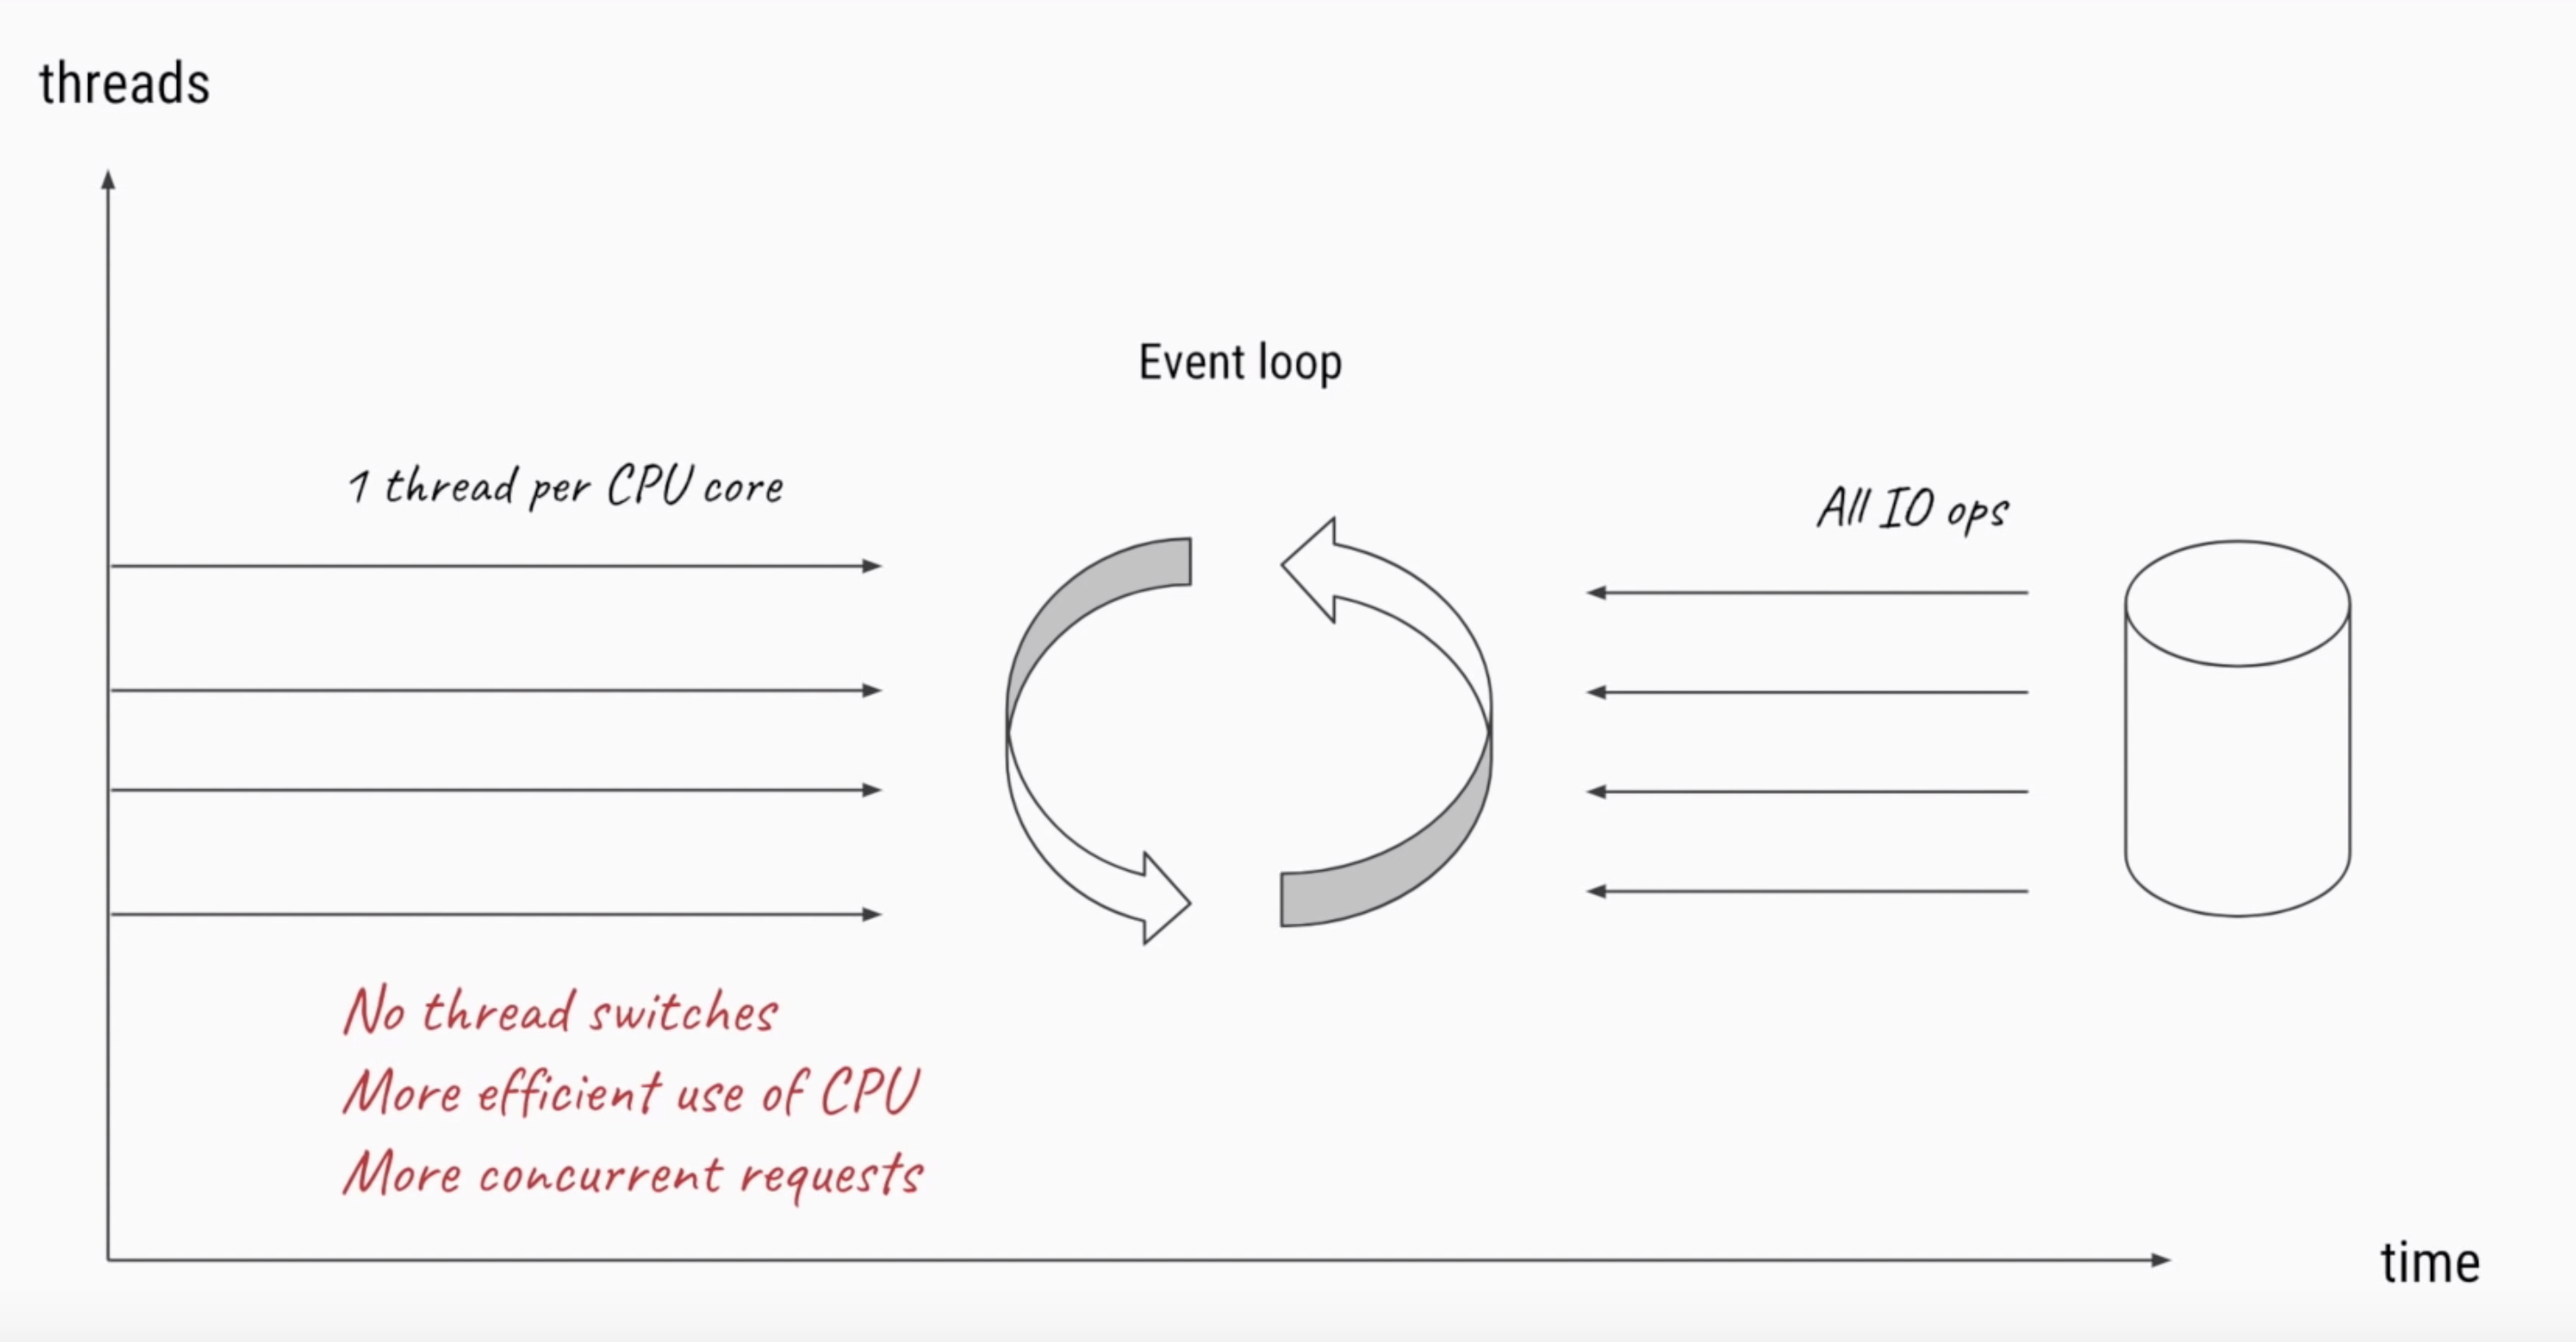 threads
Event loop
1 thread per CPU core
All IO ops
No thread switches
More efficient use of CPU
More concurrent requests
time